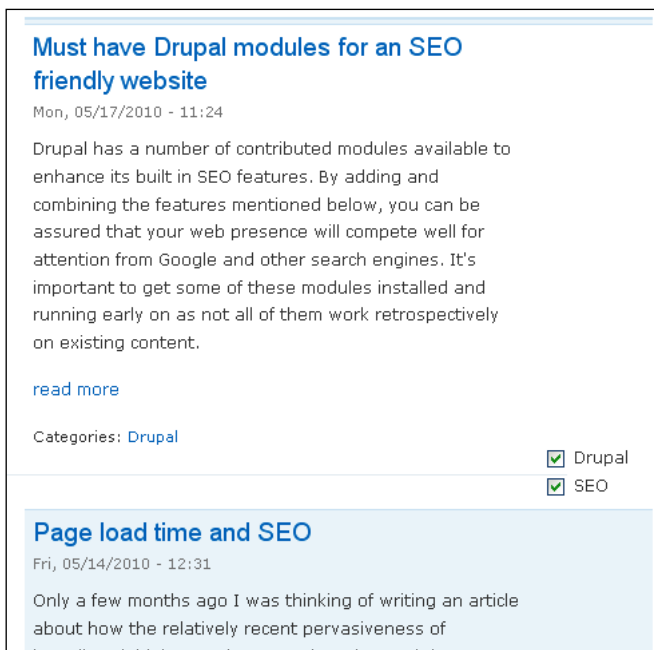 Must have Drupal modules for an SEO
friendly website
Mon, 05/17/2010 - 11:24
Drupal has a number of contributed modules available to
enhance its built in SEO features. By adding and
combining the features mentioned below, you can be
assured that your web presence will compete well for
attention from Google and other search engines. It's
important to get some of these modules installed and
running early on as not all of them work retrospectively
on existing content.
read more
Categories: Drupal
Drupal
SEO
Page load time and SEO
Fri, 05/14/2010 - 12:31
Only a few months ago I was thinking of writing an article
about how the relatively recent pervasiveness of